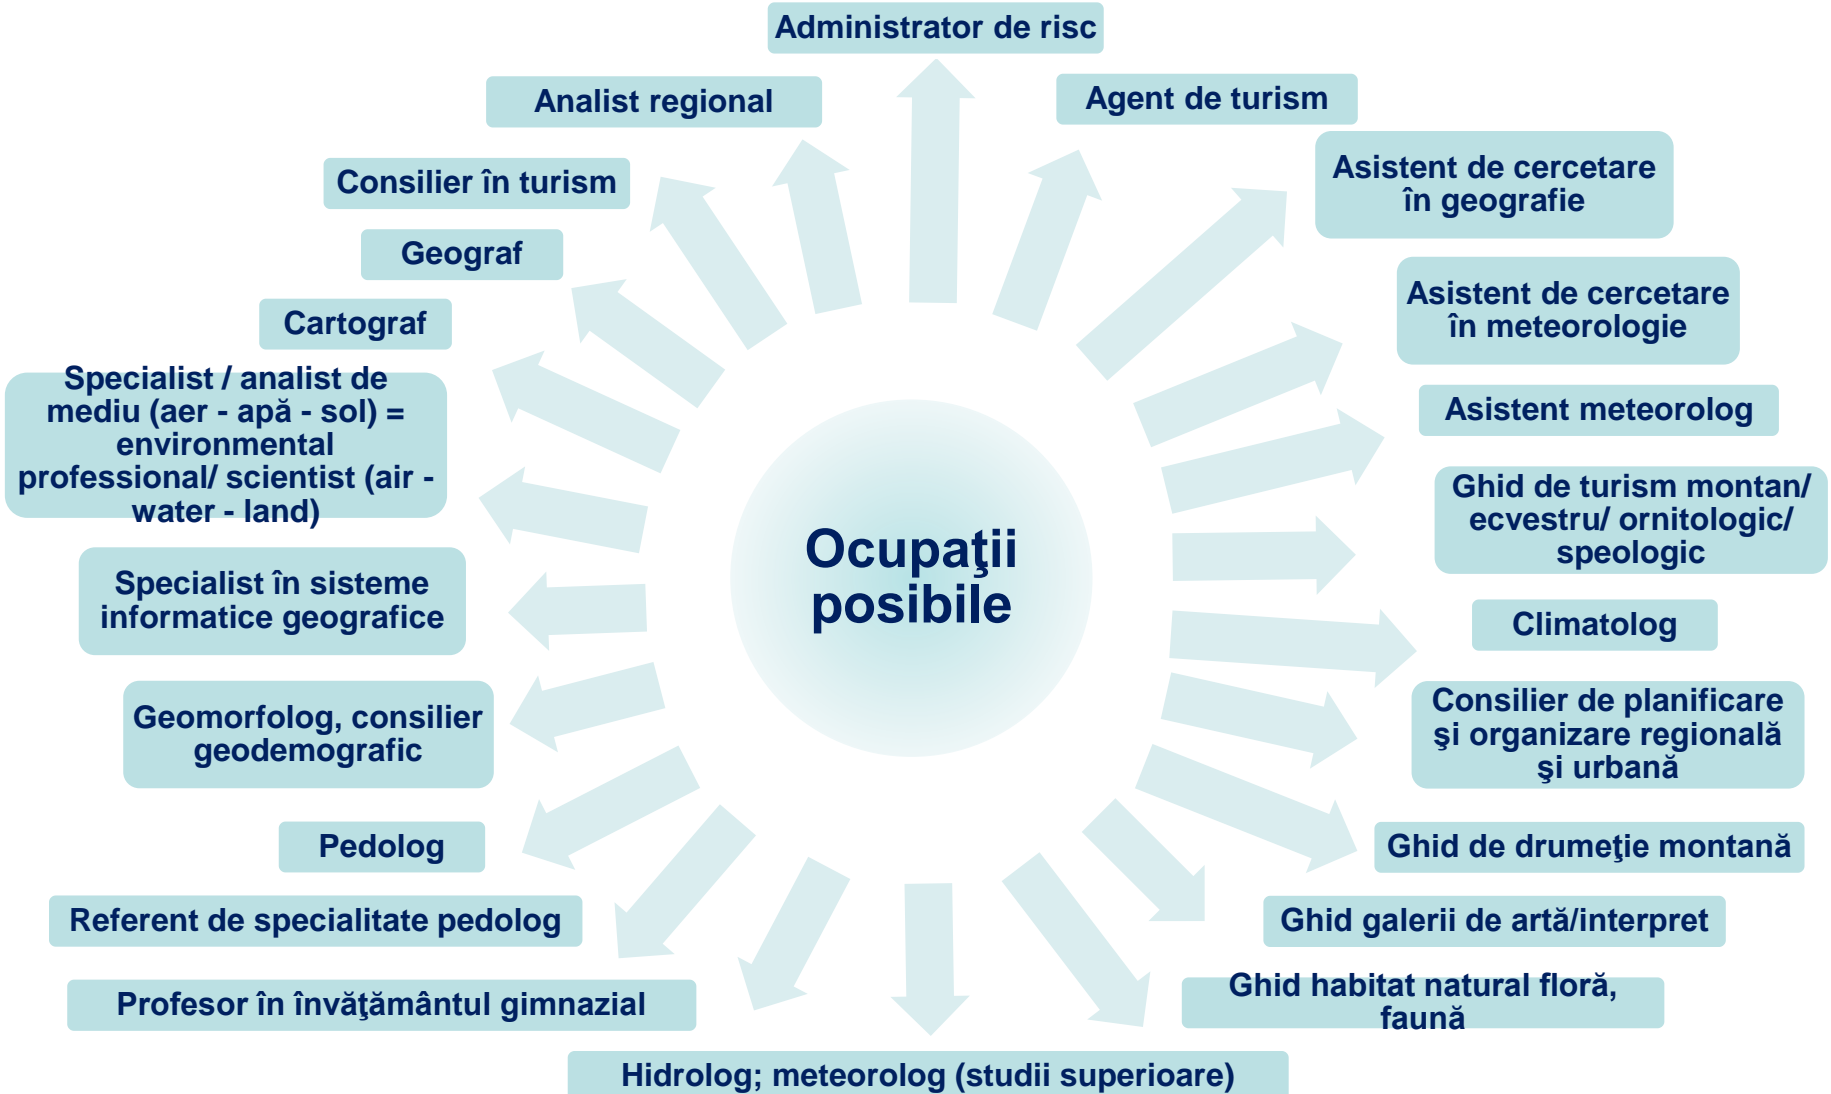 Administrator de risc
Agent de turism
Asistent de cercetare
în geografie
Asistent de cercetare
în meteorologie
Asistent meteorolog
Ghid de turism montan/
ecvestru/ ornitologic/
speologic
Climatolog
Consilier de planificare
şi organizare regională
şi urbană
Ghid de drumeţie montană
Ghid galerii de artă/interpret
Ghid habitat natural floră,
faună
Hidrolog; meteorolog (studii superioare)
Profesor în învăţământul gimnazial
Referent de specialitate pedolog
Pedolog
Geomorfolog, consilier
geodemografic
Specialist în sisteme
informatice geografice
Specialist / analist de
mediu (aer - apă - sol) =
environmental
professional/ scientist (air -
water - land)
Cartograf
Geograf
Consilier în turism
Analist regional
Ocupaţii
posibile